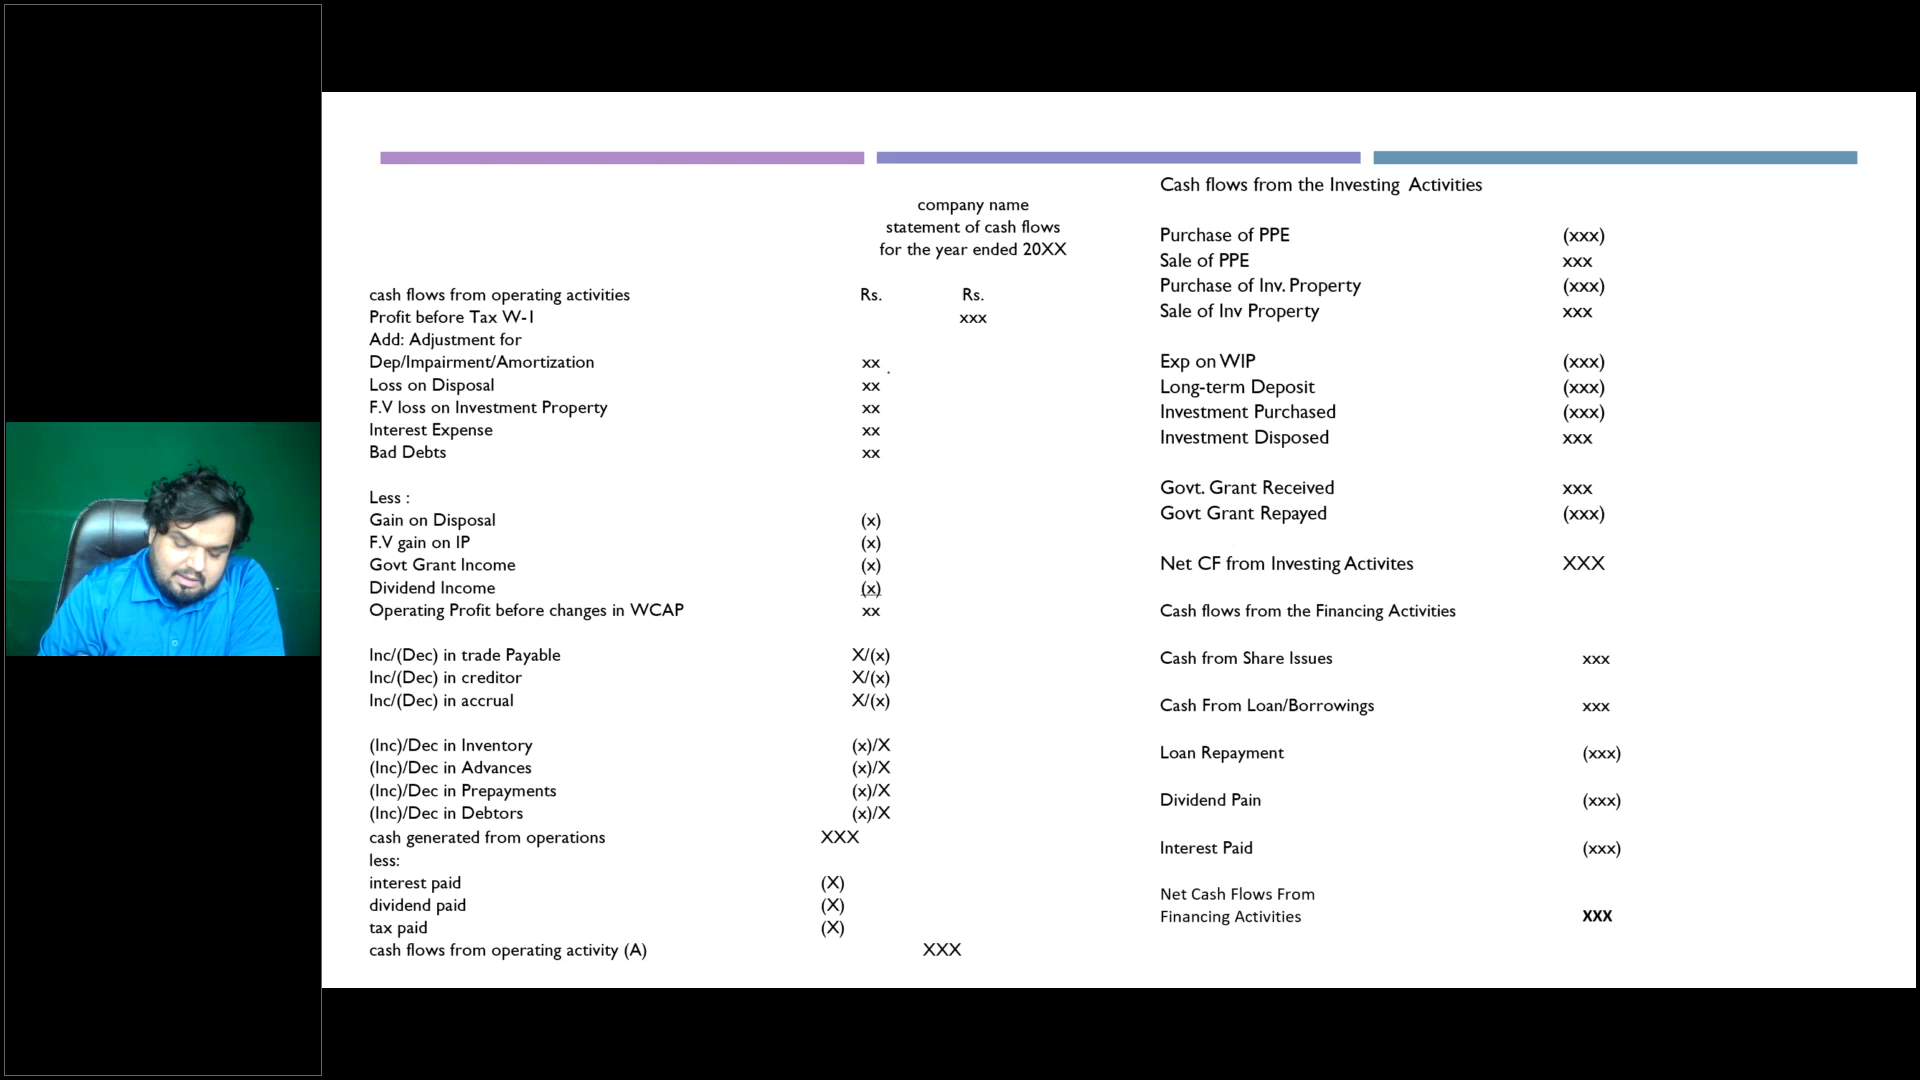 company name
statement of cash flows
for the year ended 20XX
cash flows from operating activities Rs. Rs.
Profit before Tax W-1 xxx
Add: Adjustment for
Dep/Impairment/Amortization xx
Loss on Disposal xx
F.V loss on Investment Property xx
Interest Expense xx
Bad Debts xx
Less :
Gain on Disposal (x)
F.V gain on IP (x)
Govt Grant Income (x)
Dividend Income (x)
Operating Profit before changes in WCAP xx
Inc/(Dec) in trade Payable X/(x)
Inc/(Dec) in creditor X/(x)
Inc/(Dec) in accrual X/(x)
(Inc)/Dec in Inventory (x)/X
(Inc)/Dec in Advances (x)/X
(Inc)/Dec in Prepayments (x)/X
(Inc)/Dec in Debtors (x)/X
cash generated from operations XXX
less:
interest paid (X)
dividend paid (X)
tax paid (X)
cash flows from operating activity (A) XXX
Cash flows from the Investing Activities
Purchase of PPE (xxx)
Sale of PPE xxx
Purchase of Inv. Property (xxx)
Sale of Inv Property xxx
Exp on WIP (xxx)
Long-term Deposit (xxx)
Investment Purchased (xxx)
Investment Disposed xxx
Govt. Grant Received xxx
Govt Grant Repayed (xxx)
Net CF from Investing Activites XXX
Cash flows from the Financing Activities
Cash from Share Issues xxx
Cash From Loan/Borrowings xxx
Loan Repayment (xxx)
Dividend Pain (xxx)
Interest Paid (xxx)
Net Cash Flows From
Financing Activities XXX